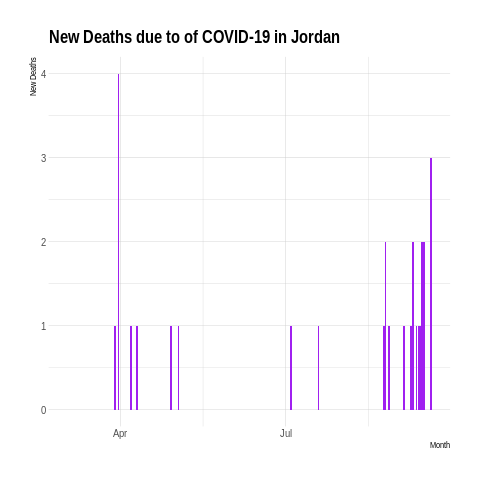 New Deaths due to of COVID-19 in Jordan
New Deaths
4
3
2
1
0
Apr
Jul
Month